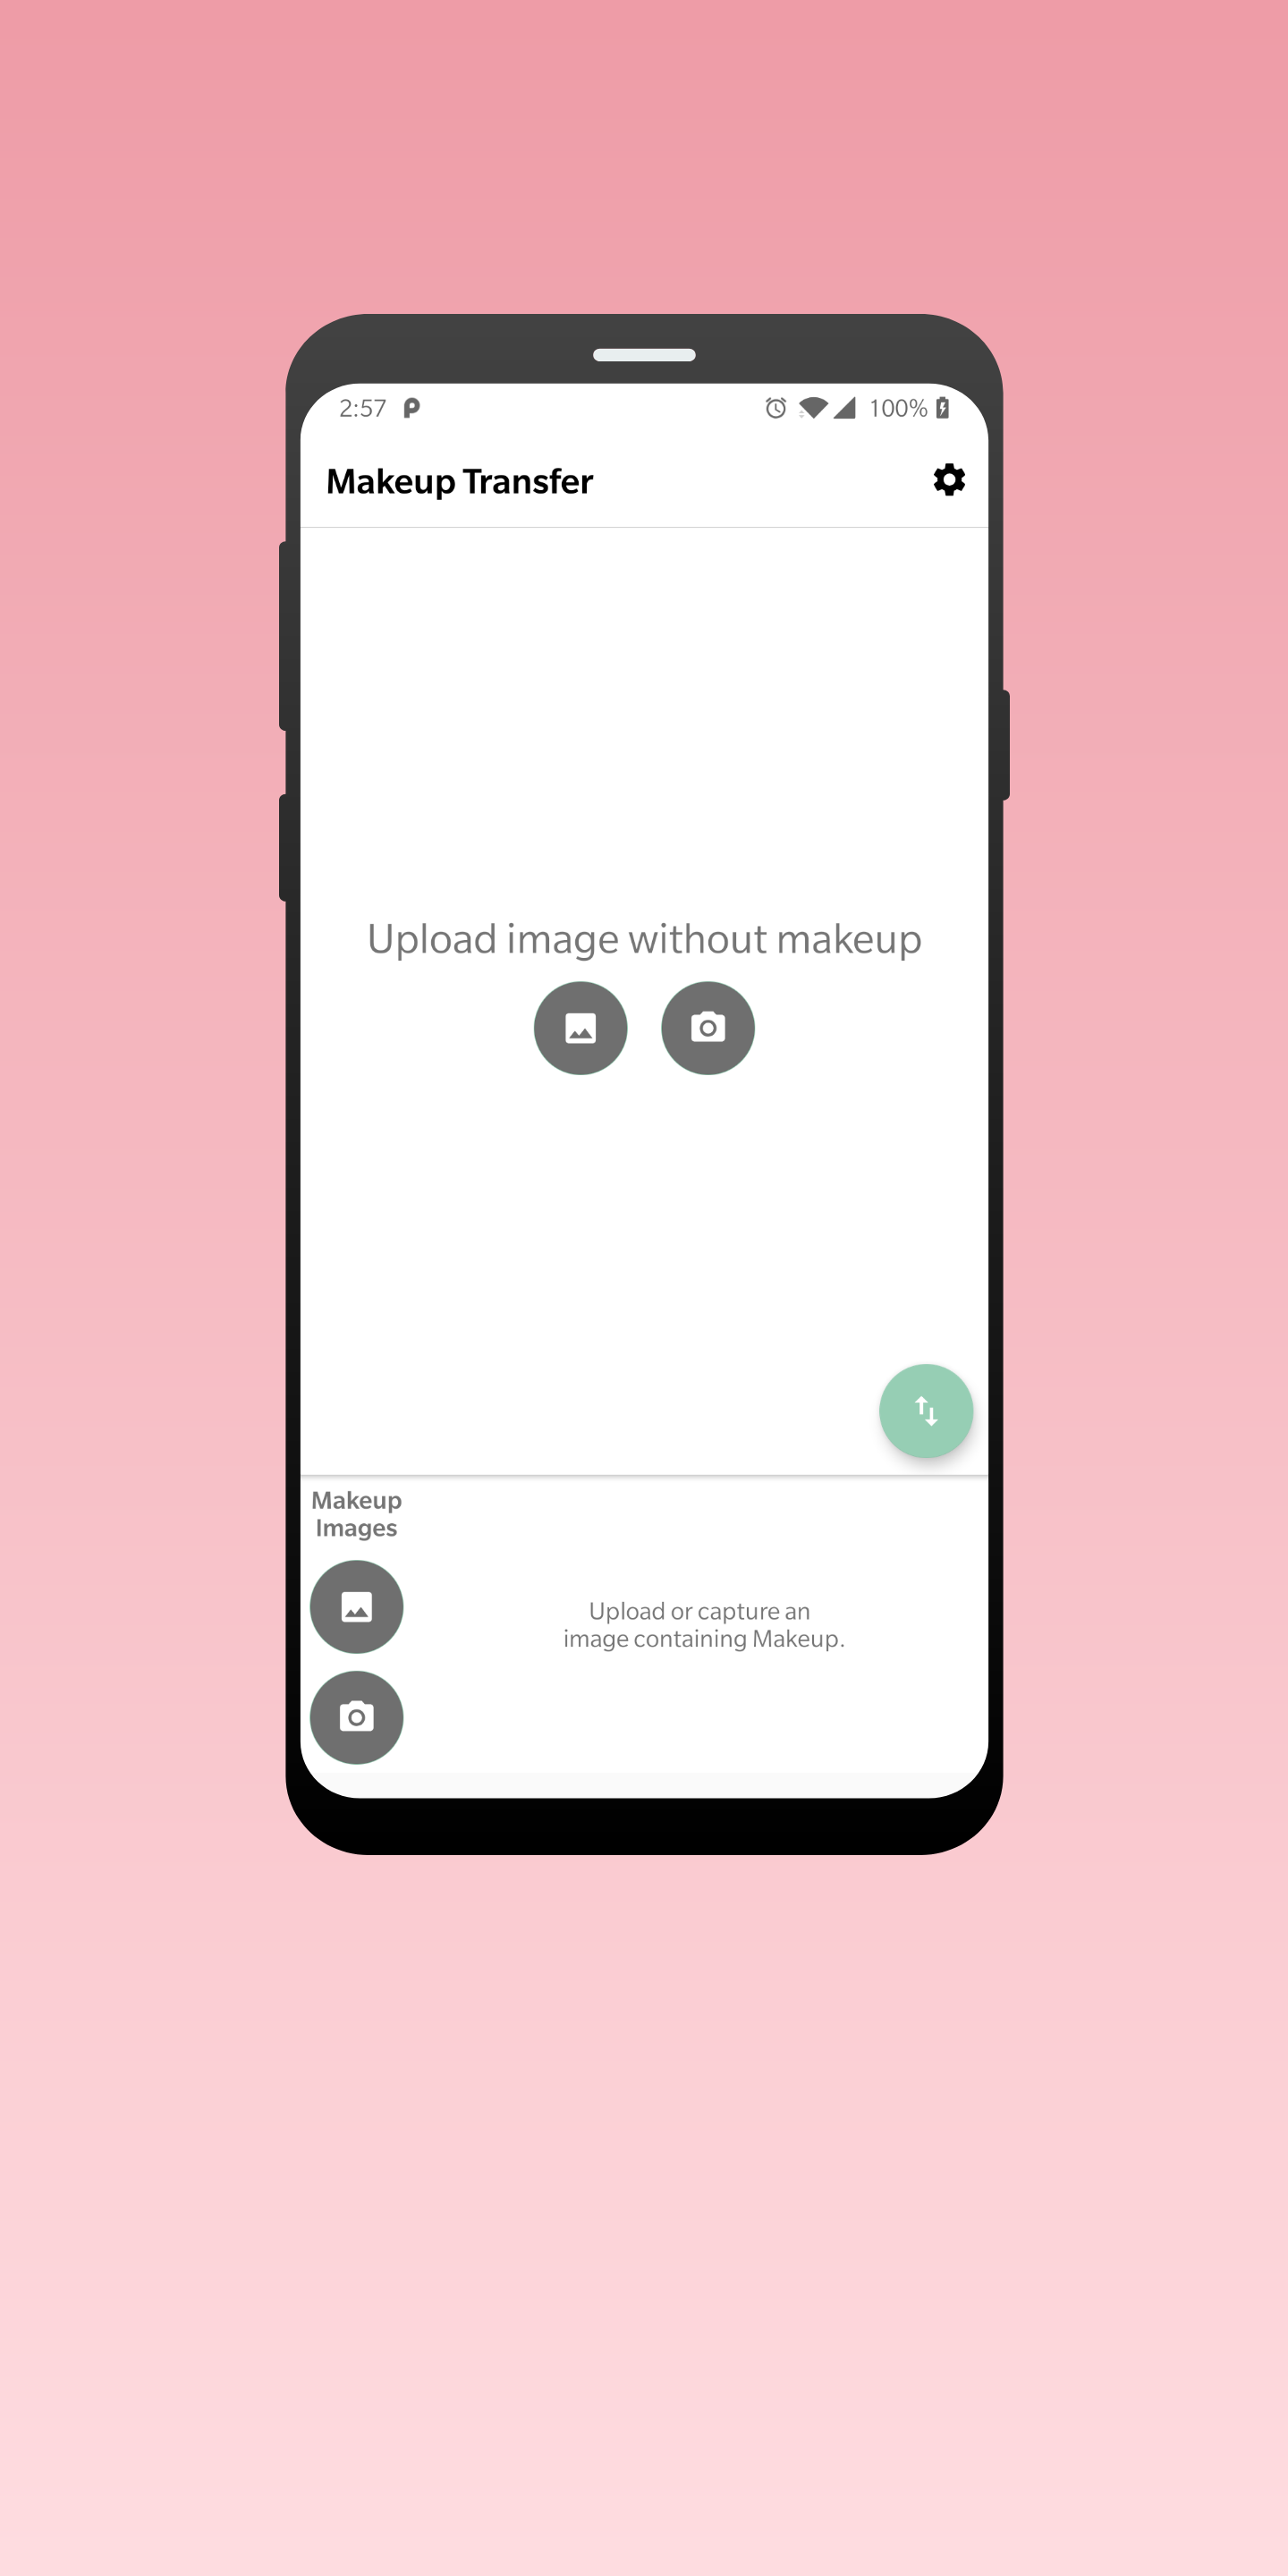 2:57
100%
Makeup Transfer
Upload image without makeup
Makeup
Images
Upload or capture an
image containing Makeup.